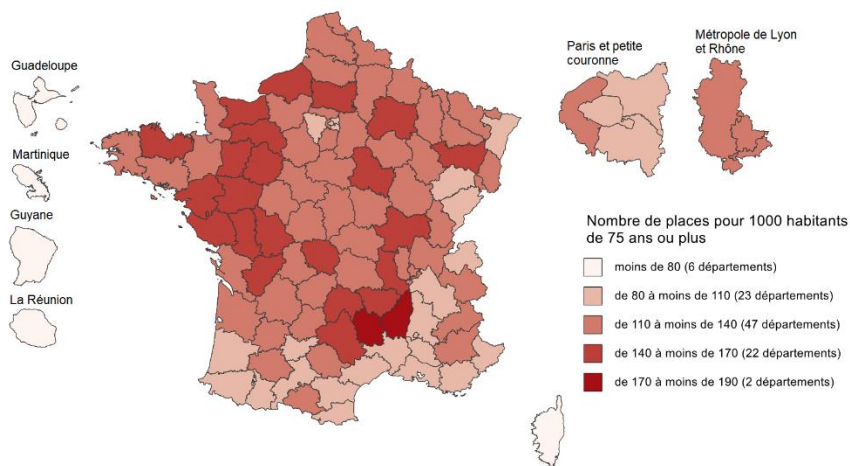 Guadeloupe
Martinique
Guyane
La Réunion
Paris et petite
couronne
Métropole de Lyon
et Rhône
Nombre de places pour 1000 habitants
de 75 ans ou plus
moins de 80 (6 départements)
de 80 à moins de 110 (23 départements)
de 110 à moins de 140 (47 départements)
de 140 à moins de 170 (22 départements)
de 170 à moins de 190 (2 départements)